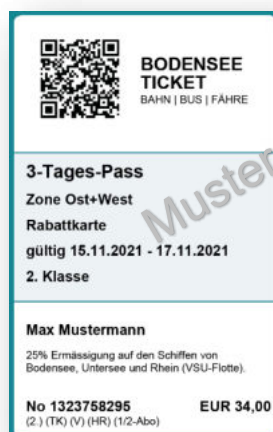 BODENSEE
TICKET
BAHN | BUS | FÄHRE
3-Tages-Pass
Zone Ost+West
Rabattkarte
gültig 15.11.2021 - 17.11.2021
2. Klasse
Muster
Max Mustermann
25% Ermässigung auf den Schiffen von
Bodensee, Untersee und Rhein (VSU-Flotte).
No 1323758295 EUR 34,00
(2.) (TK) (V) (HR) (1/2-Abo)